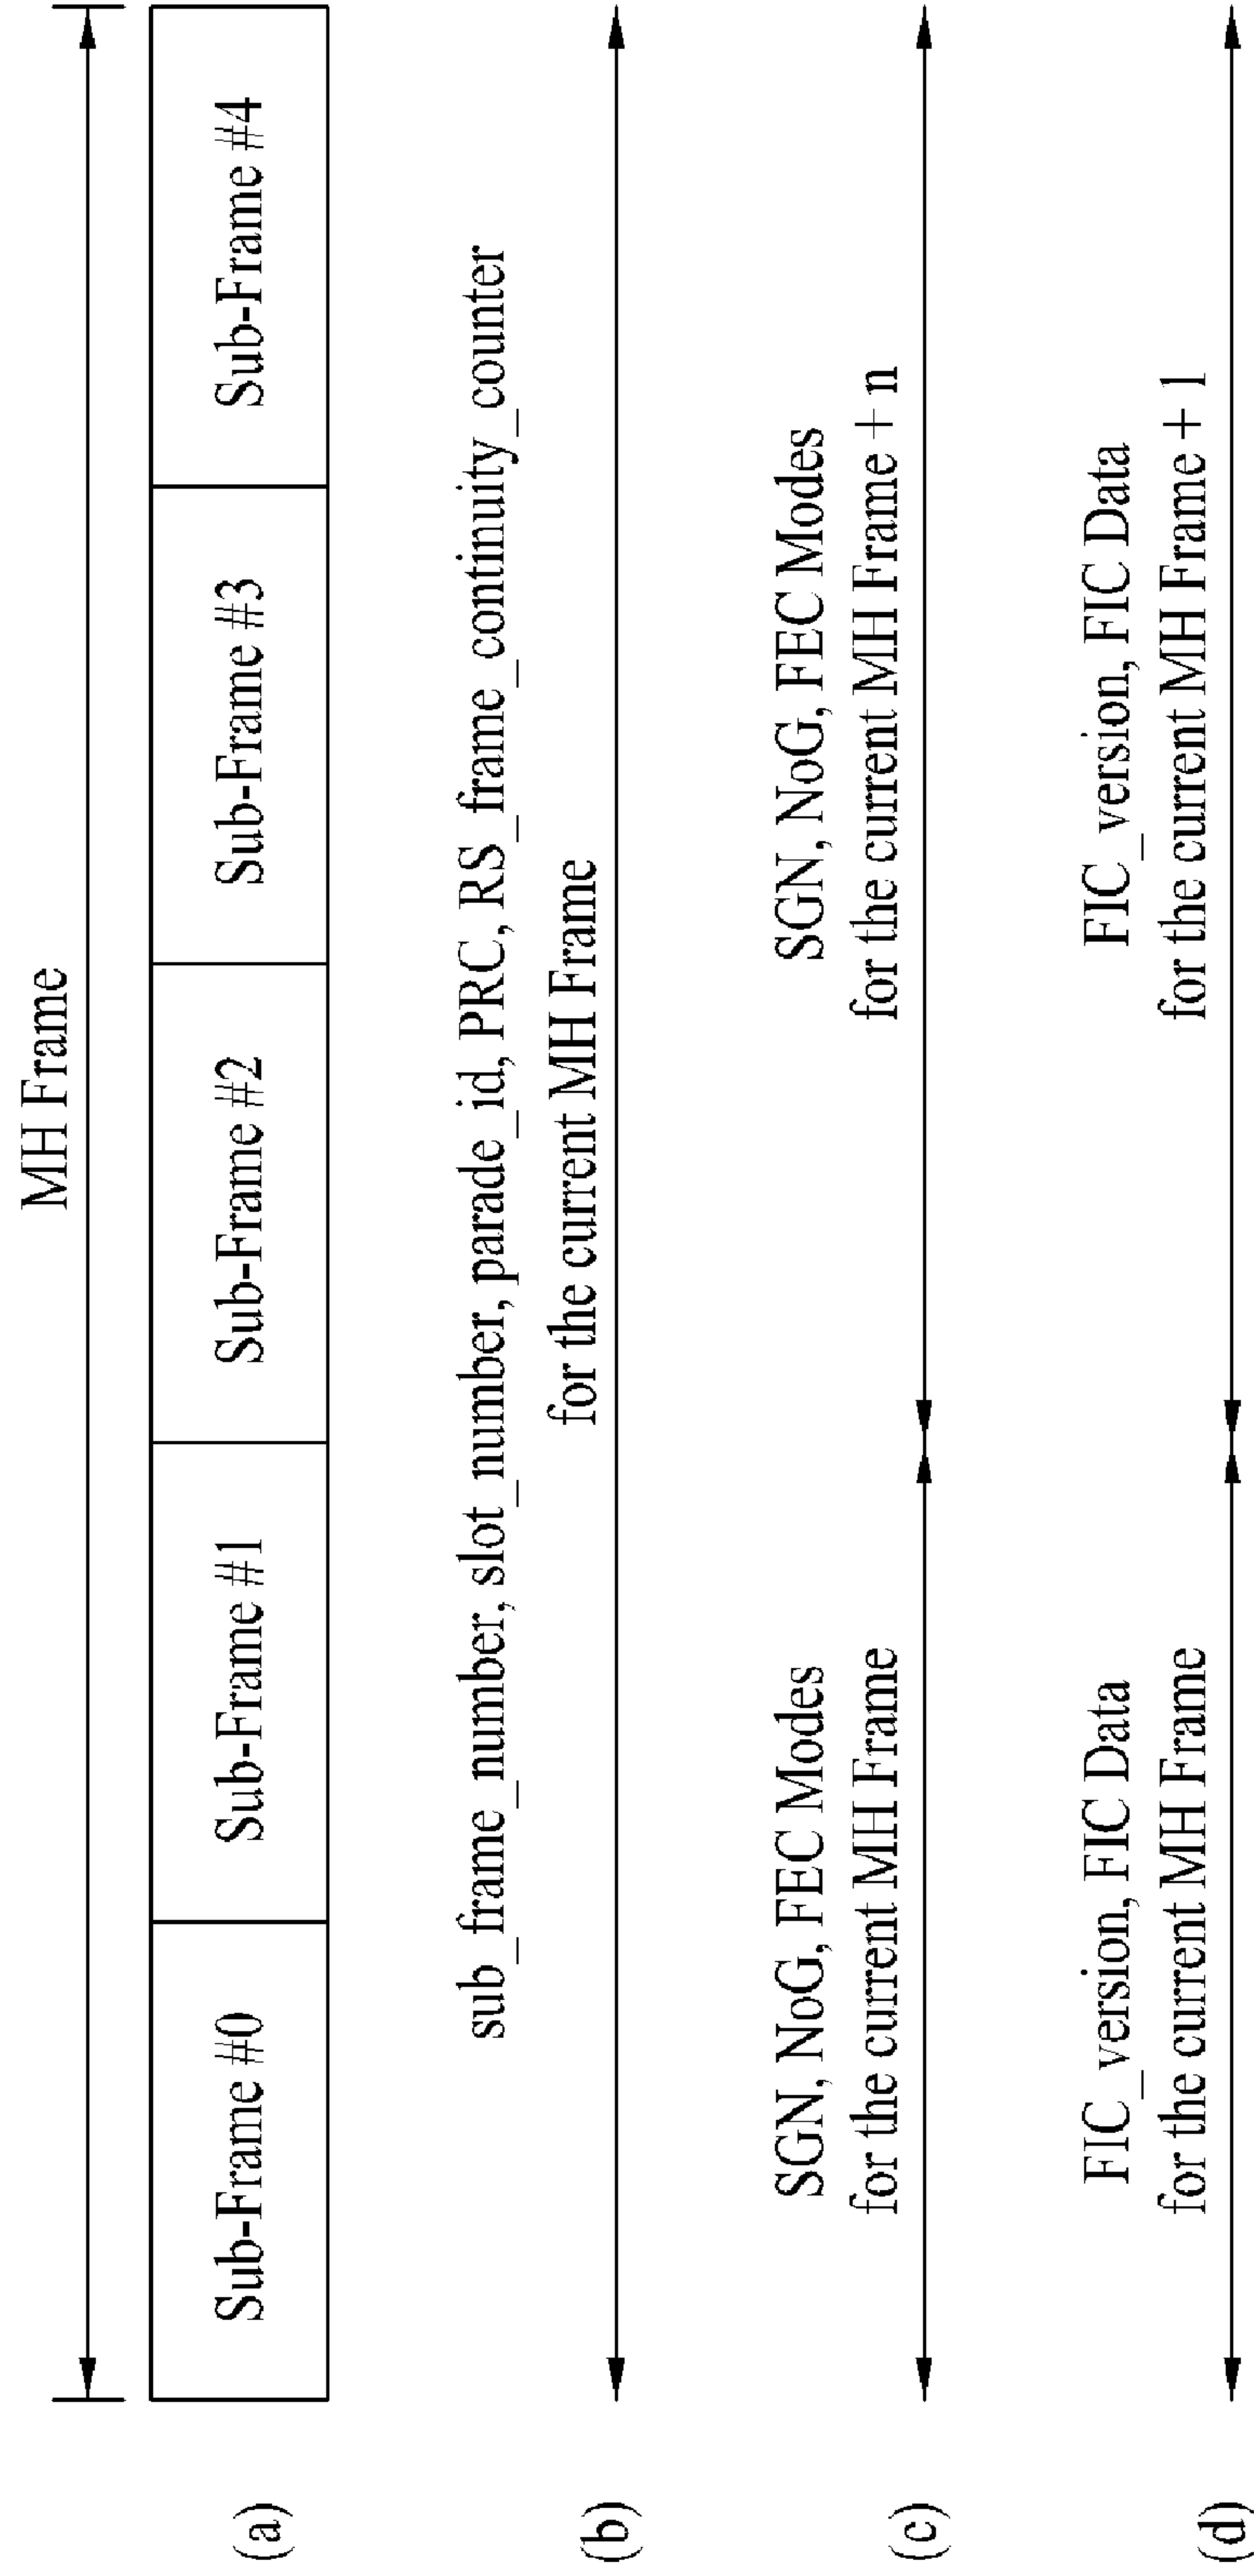 MH Frame
(a)
Sub-Frame #0
Sub-Frame #1
Sub-Frame #2
Sub-Frame #3
Sub-Frame #4
(b)
sub_frame_number, slot_number, parade_id, PRC, RS_frame_continuity_counter
for the current MH Frame
(c)
SGN, NoG, FEC Modes
for the current MH Frame
SGN, NoG, FEC Modes
for the current MH Frame + n
(d)
FIC_version, FIC Data
for the current MH Frame
FIC_version, FIC Data
for the current MH Frame + 1